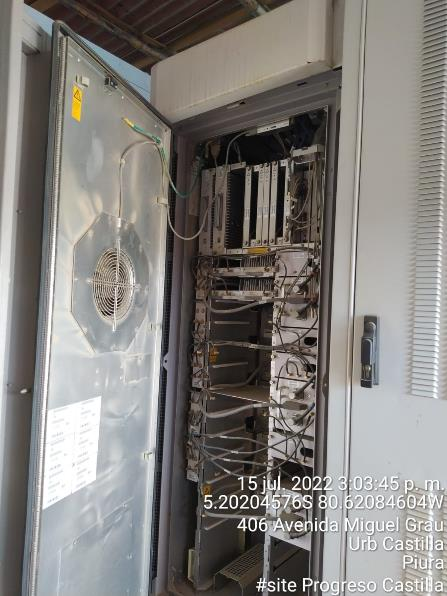 15 jul. 2022 3:03:45 p. m.
5.20204576S 80.62084604W
406 Avenida Miguel Grau
Urb Castilla
Piura
#site Progreso Castilla